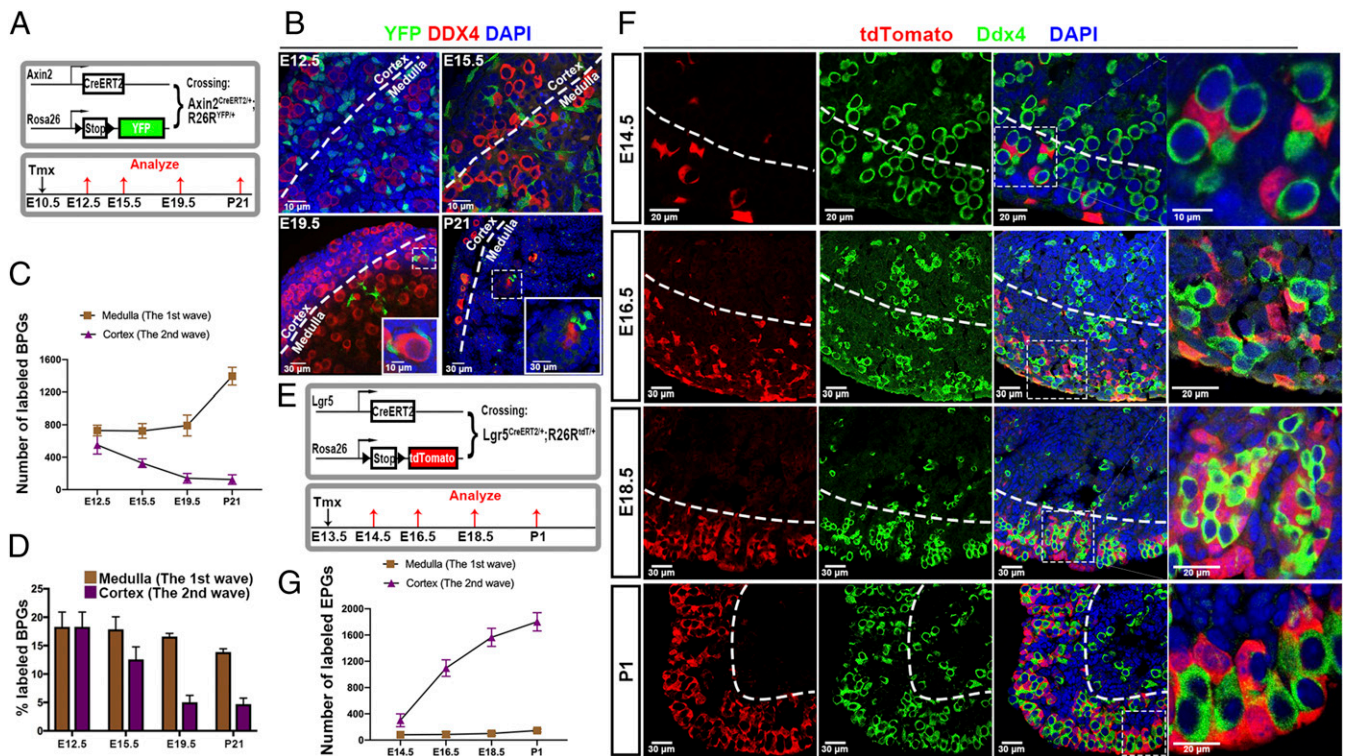 A
Axin2
CreERT2
Rosa26
Stop
YFP
Crossing:
Axin2CreERT2/+;
R26RYFP/+
Tmx
Analyze
E10.5 E12.5 E15.5 E19.5 P21
B
YFP DDX4 DAPI
E12.5
Cortex
Medulla
10 μm
E15.5
Cortex
Medulla
10 μm
E19.5
Cortex
Medulla
30 μm
10 μm
P21
Cortex
Medulla
30 μm
30 μm
C
Medulla (The 1st wave)
Cortex (The 2nd wave)
Number of labeled BPGs
1600
1200
800
400
0
E12.5 E15.5 E19.5 P21
D
Medulla (The 1st wave)
Cortex (The 2nd wave)
% labeled BPGs
25
20
15
10
5
0
E12.5 E15.5 E19.5 P21
E
Lgr5
CreERT2
Rosa26
Stop
tdTomato
Crossing:
Lgr5CreERT2/+;R26RtdT/+
Tmx
Analyze
E13.5 E14.5 E16.5 E18.5 P1
G
Medulla (The 1st wave)
Cortex (The 2nd wave)
Number of labeled EPGs
2000
1600
1200
800
400
0
E14.5 E16.5 E18.5 P1
F
tdTomato Ddx4 DAPI
E14.5
20 μm 20 μm 20 μm 10 μm
E16.5
30 μm 30 μm 30 μm 20 μm
E18.5
30 μm 30 μm 30 μm 20 μm
P1
30 μm 30 μm 30 μm 20 μm